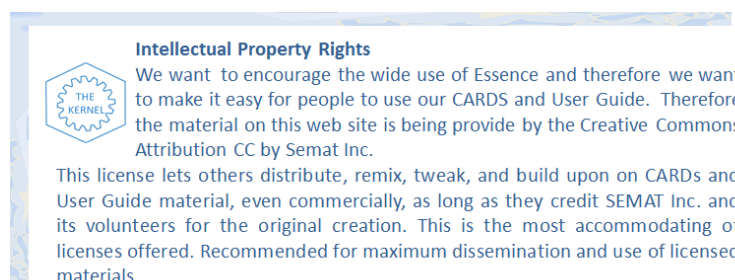 Intellectual Property Rights
We want to encourage the wide use of Essence and therefore we want
THE
KERNEL
to make it easy for people to use our CARDS and User Guide. Therefore
the material on this web site is being provide by the Creative Commons
Attribution CC by Semat Inc.
This license lets others distribute, remix, tweak, and build upon on CARDs and
User Guide material, even commercially, as long as they credit SEMAT Inc. and
its volunteers for the original creation. This is the most accommodating of
licenses offered. Recommended for maximum dissemination and use of licensed
materials